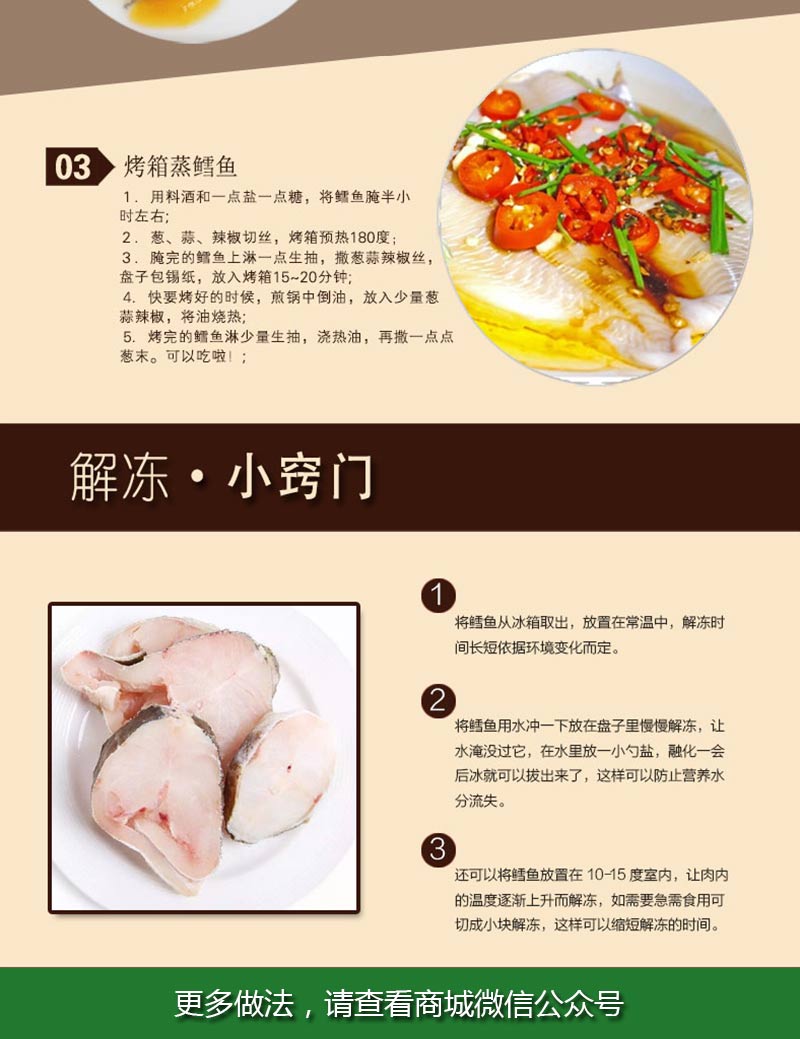 03 烤箱蒸鳕鱼
1．用料酒和一点盐一点糖，将鳕鱼腌半小
时左右;
2．葱、蒜、辣椒切丝，烤箱预热180度;
3．腌完的鳕鱼上淋一点生抽，撒葱蒜辣椒丝，
盘子包锡纸，放入烤箱15~20分钟;
4. 快要烤好的时候，煎锅中倒油，放入少量葱
蒜辣椒，将油烧热;
5. 烤完的鳕鱼淋少量生抽，浇热油，再撒一点点
葱末。可以吃啦！;
解冻·小窍门
1
将鳕鱼从冰箱取出，放置在常温中，解冻时
间长短依据环境变化而定。
2
将鳕鱼用水冲一下放在盘子里慢慢解冻，让
水淹没过它，在水里放一小勺盐，融化一会
后冰就可以拔出来了，这样可以防止营养水
分流失。
3
还可以将鳕鱼放置在 10-15 度室内，让肉内
的温度逐渐上升而解冻，如需要急需食用可
切成小块解冻，这样可以缩短解冻的时间。
更多做法，请查看商城微信公众号